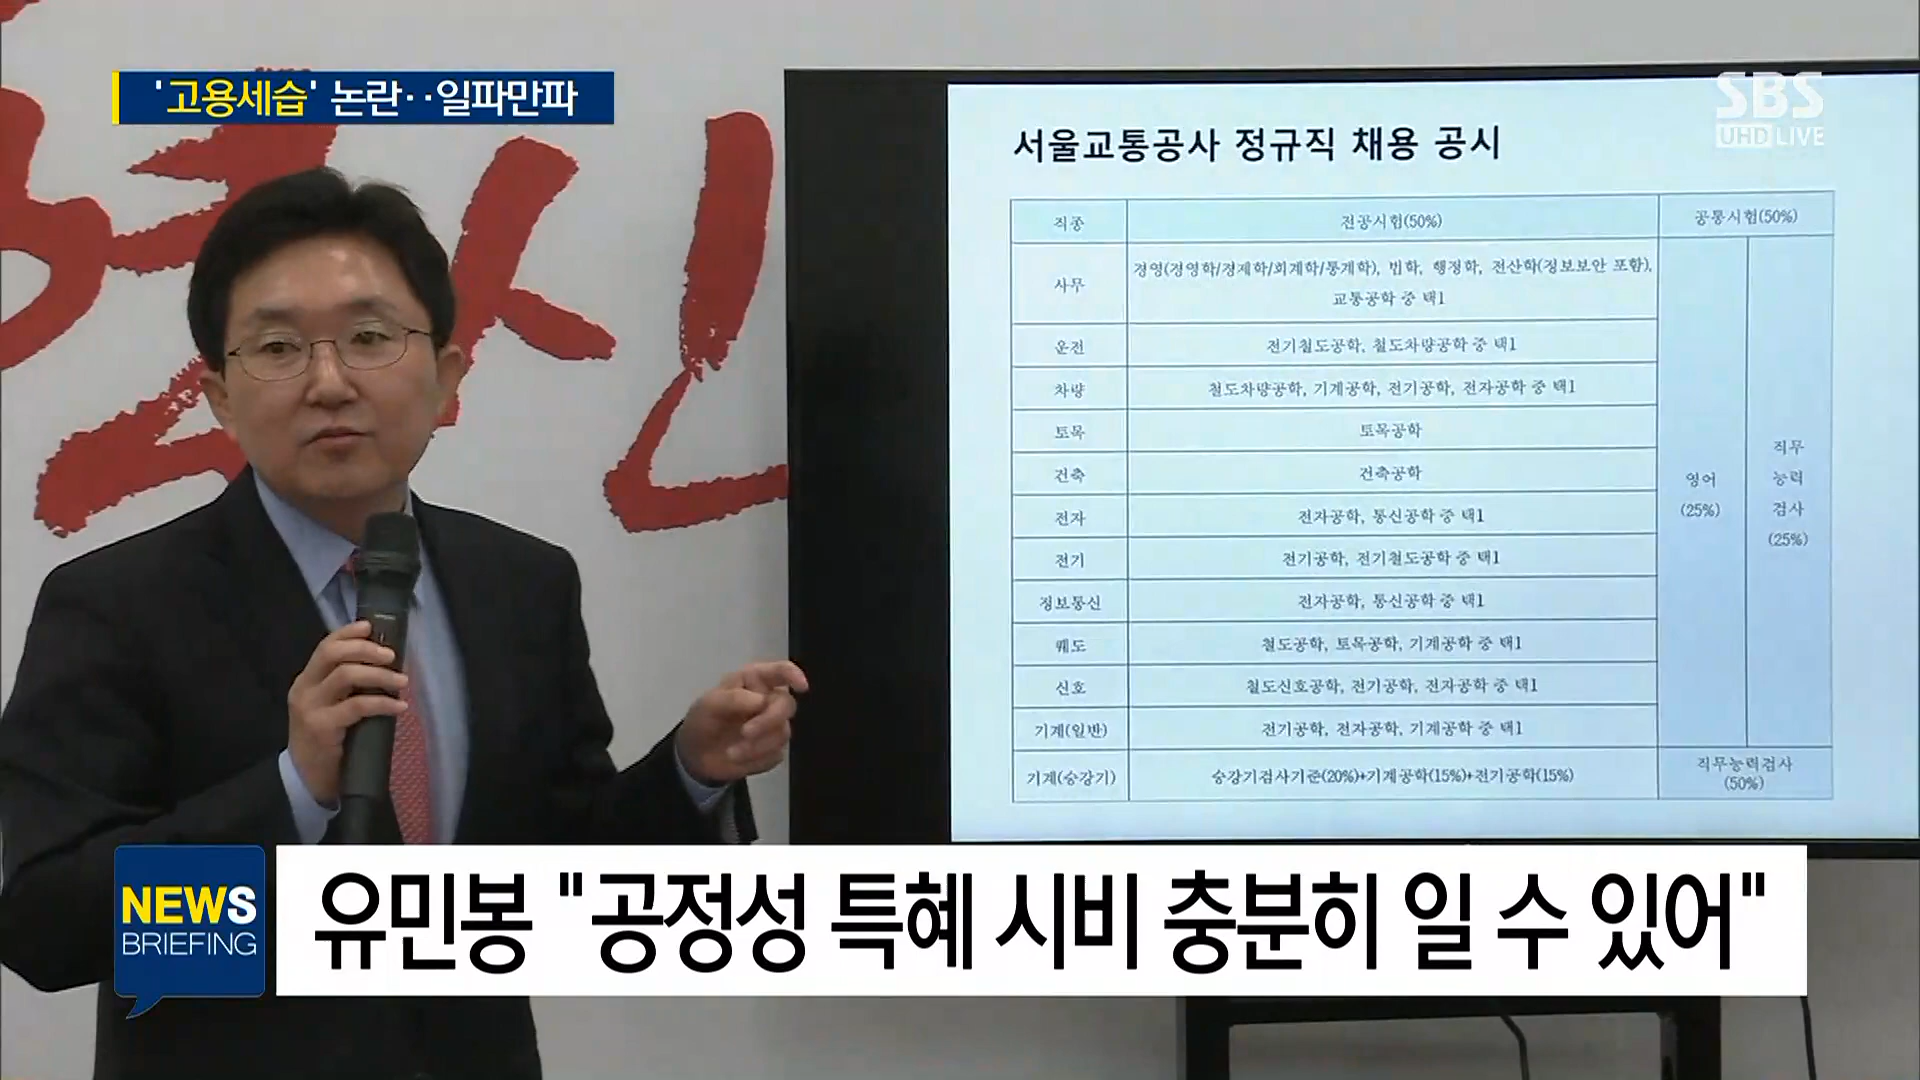 '고용세습' 논란‥일파만파
SBS
UHD LIVE
서울교통공사 정규직 채용 공시
직종 전공시험(50%) 공통시험(50%)
사무 경영(경영학/경제학/회계학/통계학), 법학, 행정학, 전산학(정보보안 포함),
교통공학 중 택1
운전 전기철도공학, 철도차량공학 중 택1
차량 철도차량공학, 기계공학, 전기공학, 전자공학 중 택1
토목 토목공학
건축 건축공학
전자 전자공학, 통신공학 중 택1
전기 전기공학, 전기철도공학 중 택1
정보통신 전자공학, 통신공학 중 택1
궤도 철도공학, 토목공학, 기계공학 중 택1
신호 철도신호공학, 전기공학, 전자공학 중 택1
기계(일반) 전기공학, 전자공학, 기계공학 중 택1
영어
(25%)
직무
능력
검사
(25%)
기계(승강기) 승강기검사기준(20%)+기계공학(15%)+전기공학(15%)
직무능력검사
(50%)
NEWS
BRIEFING
유민봉 "공정성 특혜 시비 충분히 일 수 있어"